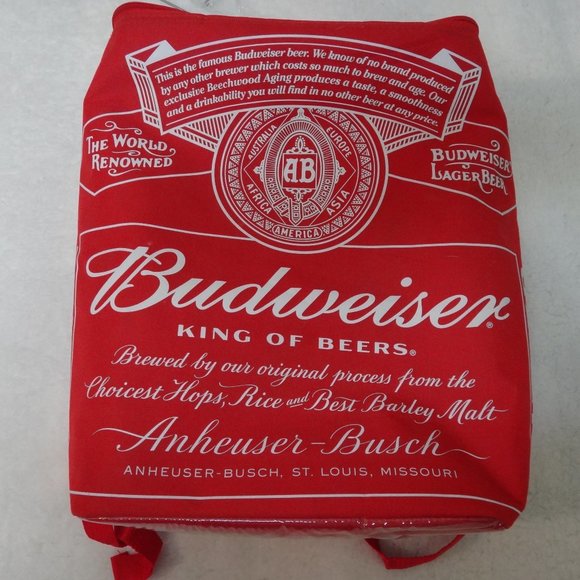 This is the famous Budweiser beer. We know of no brand produced
by any other brewer which costs so much to brew and age. Our
exclusive Beechwood Aging produces a taste, a smoothness
and a drinkability you will find in no other beer at any price.
THE WORLD
RENOWNED
AUSTRALIA
EUROPE
AFRICA
ASIA
AMERICA
AB
BUDWEISER
LAGER BEER
Budweiser®
KING OF BEERS®
Brewed by our original process from the
Choicest Hops, Rice and Best Barley Malt
Anheuser-Busch
ANHEUSER-BUSCH, ST. LOUIS, MISSOURI